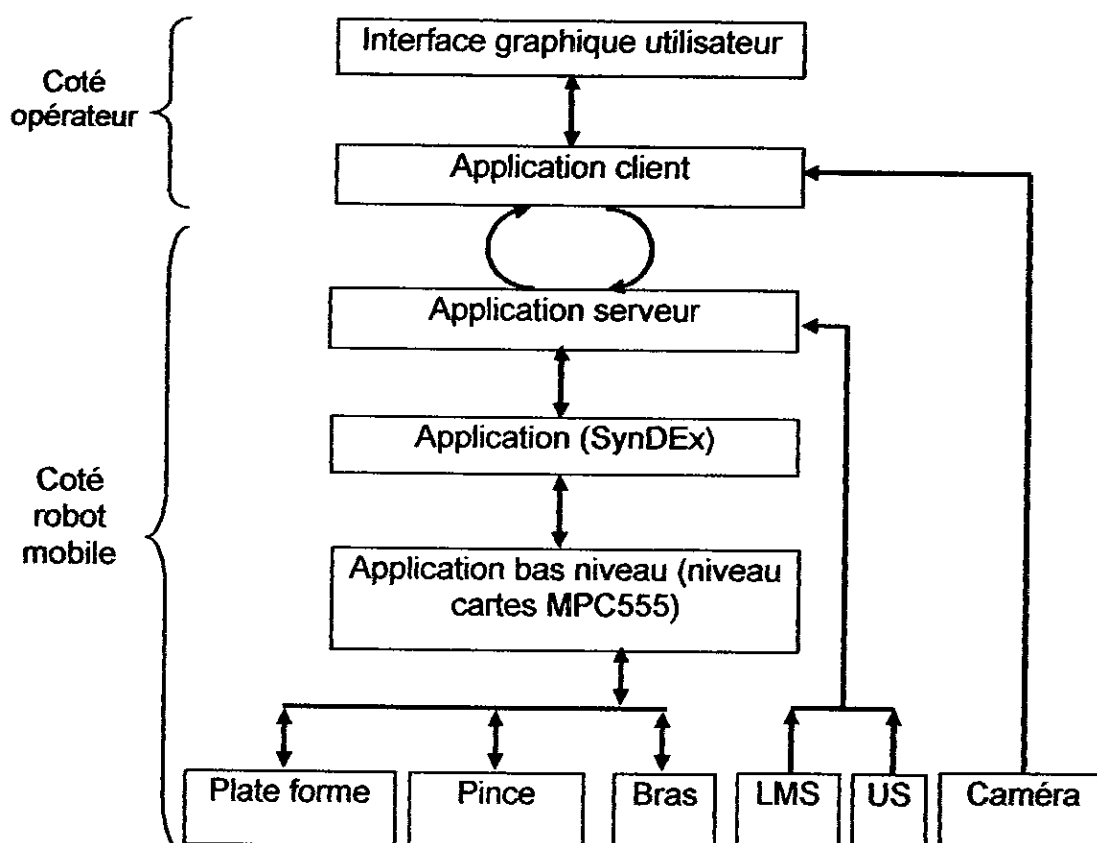 Interface graphique utilisateur
Coté
opérateur
Application client
Application serveur
Application (SynDEx)
Coté
robot
mobile
Application bas niveau (niveau
cartes MPC555)
Plate forme
Pince
Bras
LMS
US
Caméra